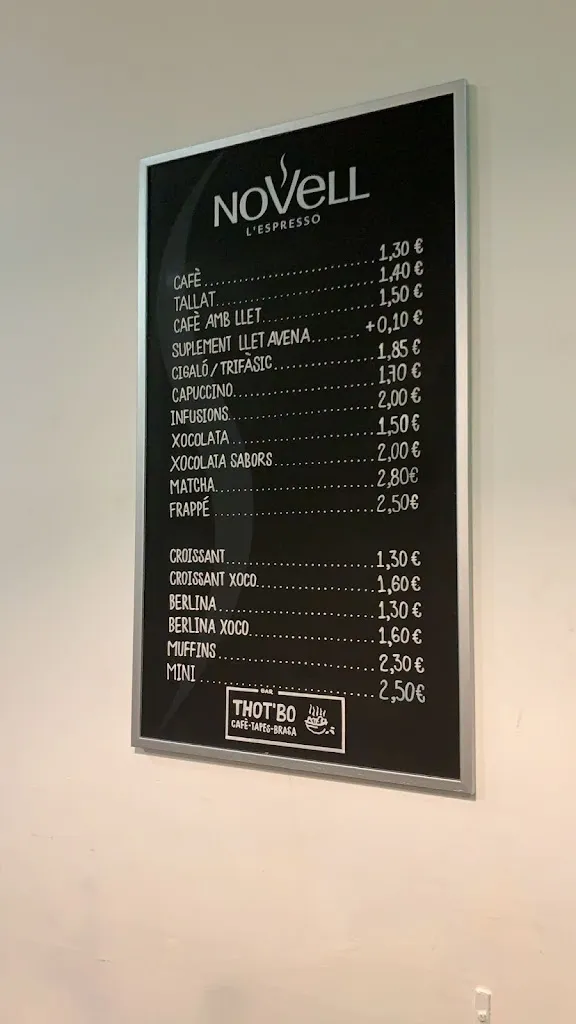 NOVELL
L'ESPRESSO
CAFÈ 1,30 €
TALLAT 1,40 €
CAFÈ AMB LLET 1,50 €
SUPLEMENT LLET AVENA +0,10 €
CIGALÓ / TRIFÀSIC 1,85 €
CAPUCCINO 1,70 €
INFUSIONS 2,00 €
XOCOLATA 1,50 €
XOCOLATA SABORS 2,00 €
MATCHA 2,80€
FRAPPÉ 2,50€
CROISSANT 1,30 €
CROISSANT XOCO 1,60 €
BERLINA 1,30 €
BERLINA XOCO 1,60 €
MUFFINS 2,30 €
MINI 2,50€
BAR
THOT'BO
CAFÈ-TAPES-BRASA